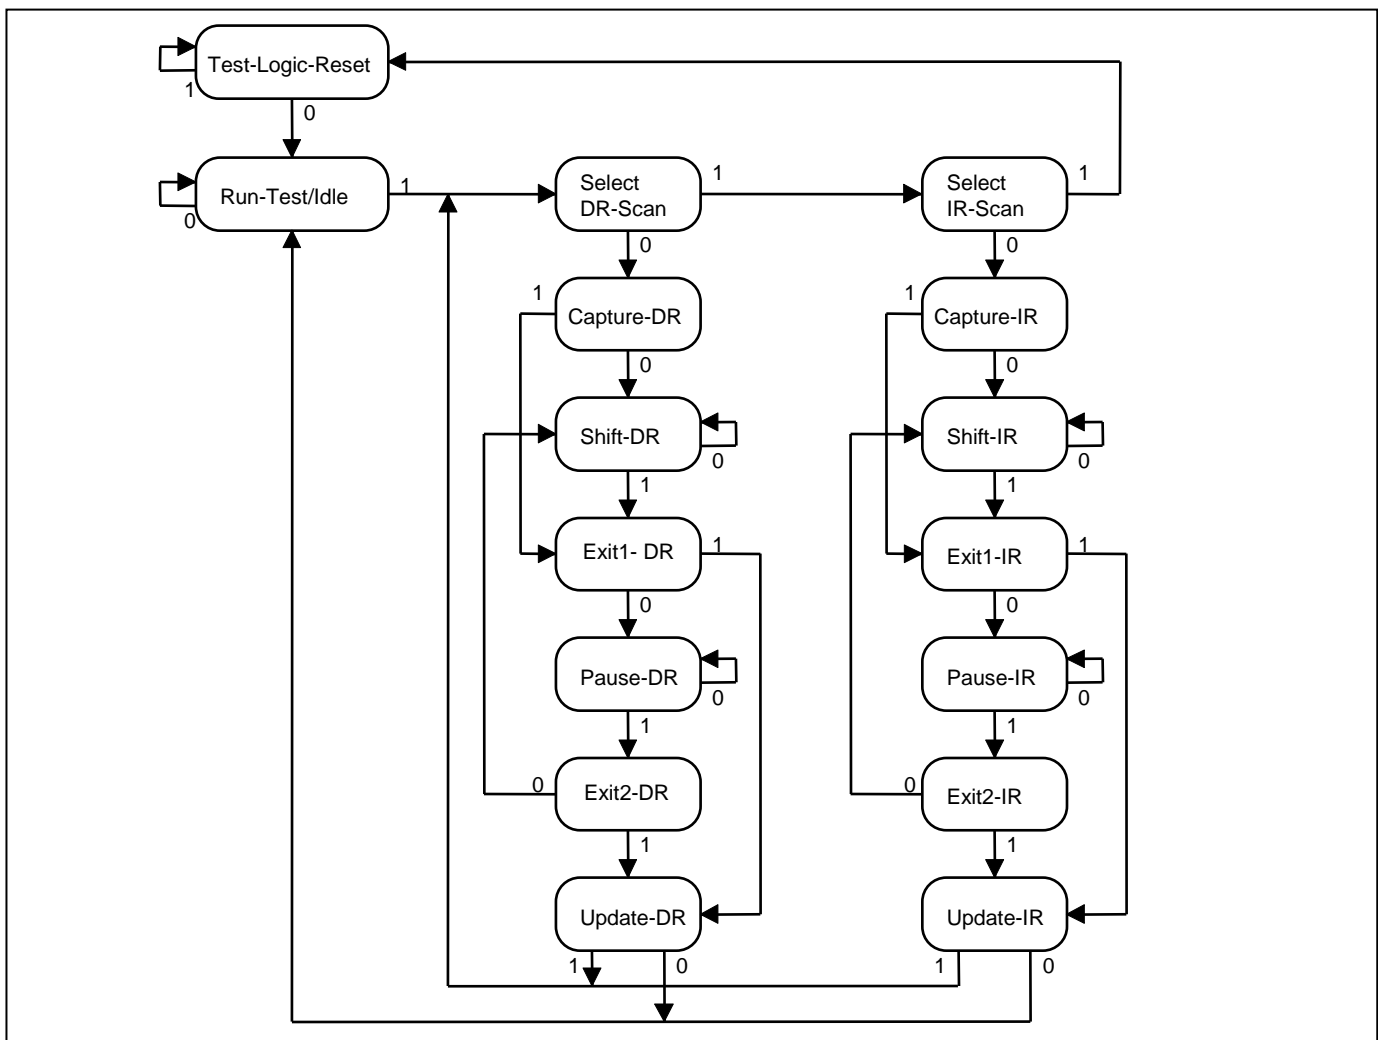 Test-Logic-Reset
1
0
Run-Test/Idle
0
1
Select
DR-Scan
1
0
Select
IR-Scan
1
0
1
Capture-DR
0
1
Capture-IR
0
Shift-DR
0
1
Shift-IR
0
1
Exit1- DR
1
0
Exit1-IR
1
0
Pause-DR
0
1
Pause-IR
0
1
0
Exit2-DR
1
0
Exit2-IR
1
Update-DR
1
0
Update-IR
1
0